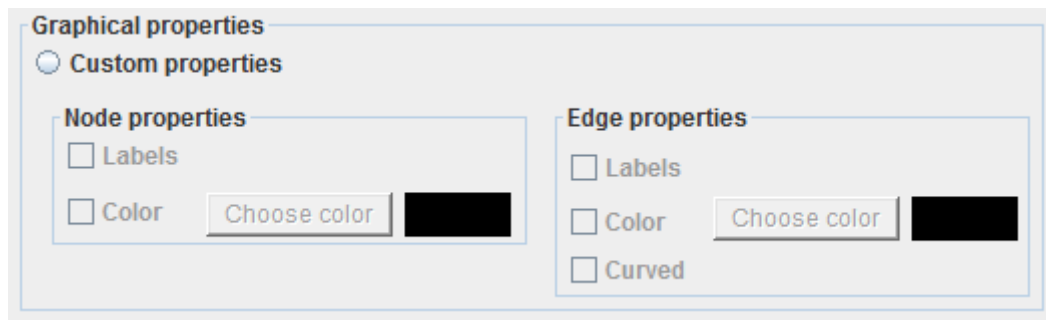 Graphical properties
Custom properties
Node properties
Labels
Color Choose color
Edge properties
Labels
Color Choose color
Curved